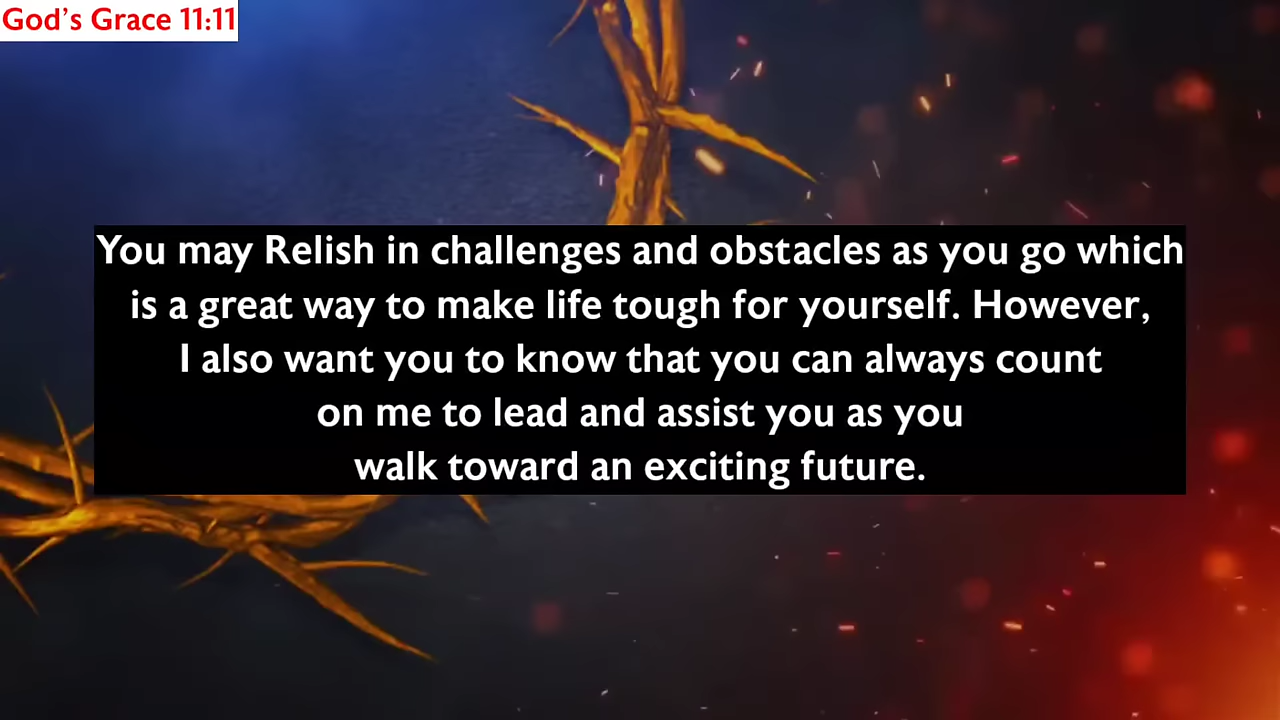 God's Grace 11:11
You may Relish in challenges and obstacles as you go which
is a great way to make life tough for yourself. However,
I also want you to know that you can always count
on me to lead and assist you as you
walk toward an exciting future.